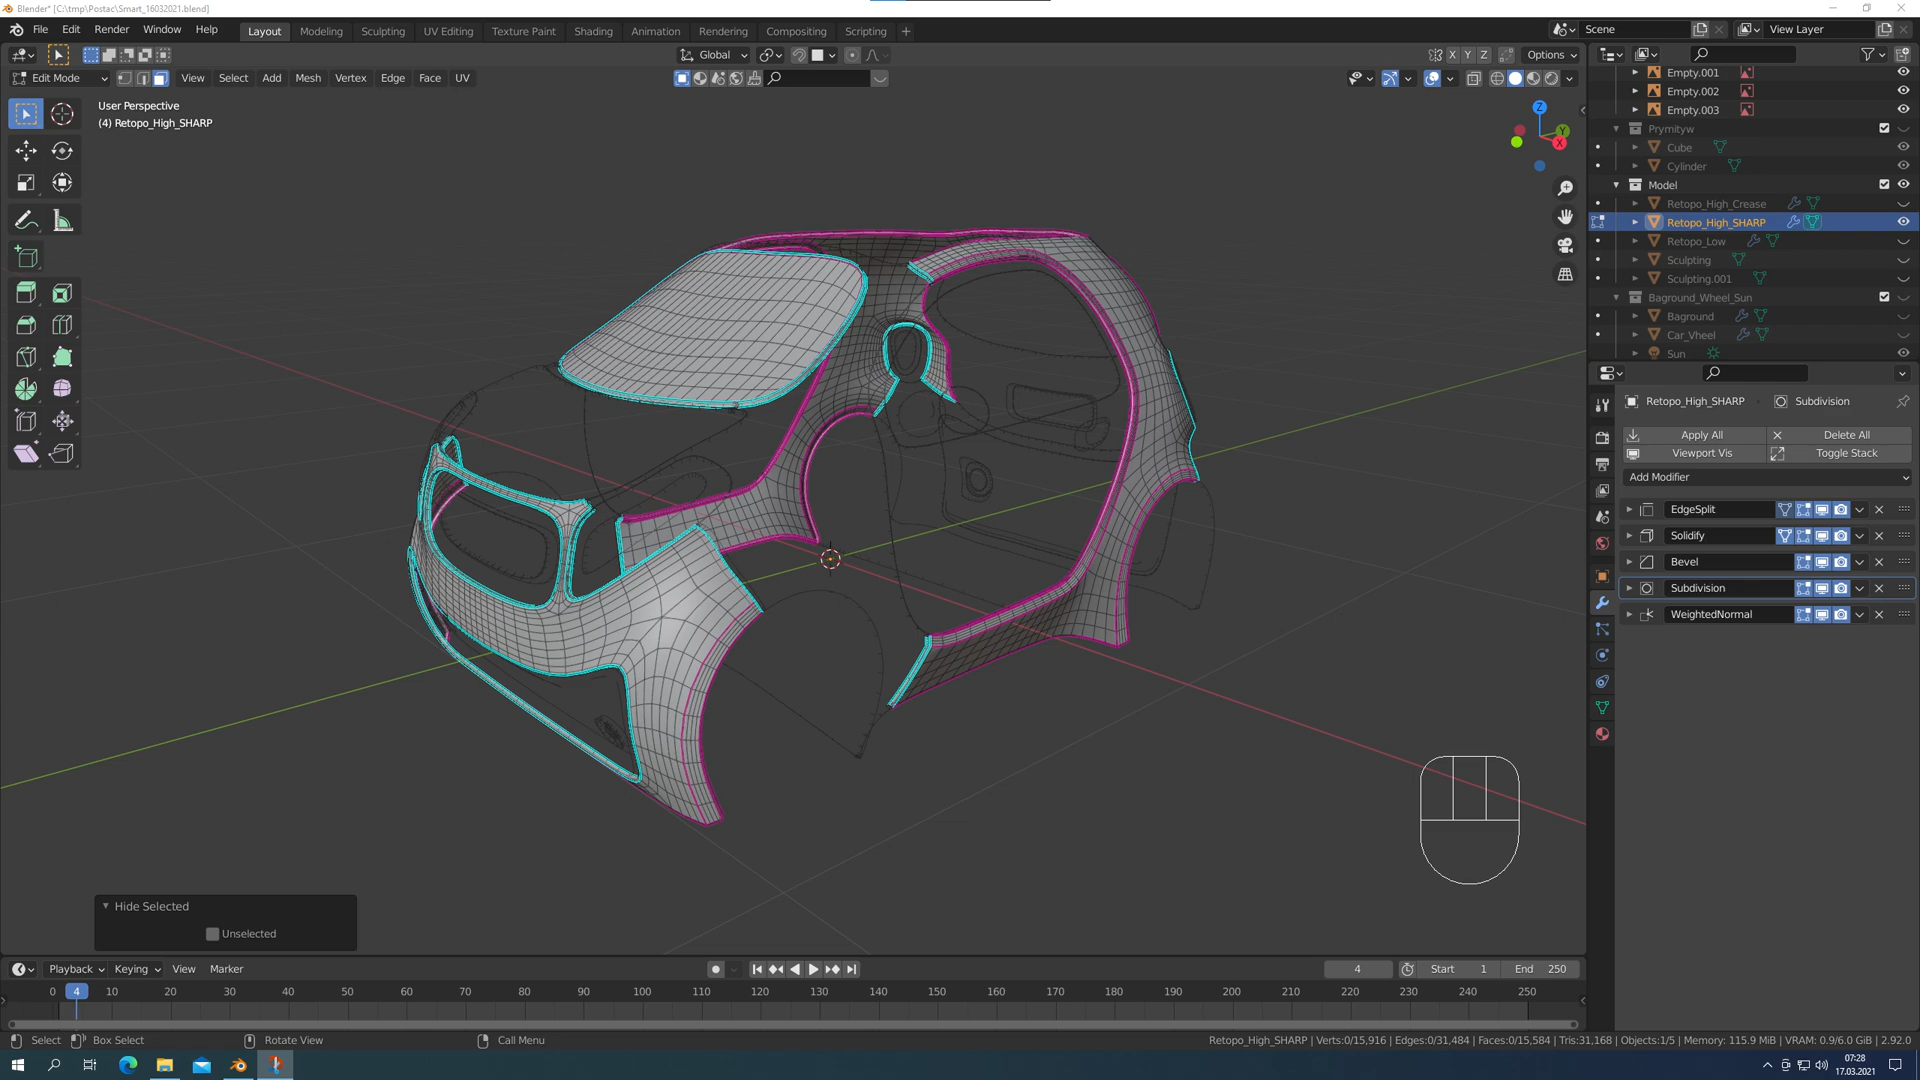 Blender* [C:\tmp\Postac\Smart_16032021.blend]
File Edit Render Window Help Layout Modeling Sculpting UV Editing Texture Paint Shading Animation Rendering Compositing Scripting + Scene View Layer
Global X Y Z Options
Edit Mode View Select Add Mesh Vertex Edge Face UV
User Perspective
(4) Retopo_High_SHARP
Z
Y
X
Empty.001
Empty.002
Empty.003
Prymityw
Cube
Cylinder
Model
Retopo_High_Crease
Retopo_High_SHARP
Retopo_Low
Sculpting
Sculpting.001
Baground_Wheel_Sun
Baground
Car_Vheel
Sun
Retopo_High_SHARP Subdivision
Apply All Delete All
Viewport Vis Toggle Stack
Add Modifier
EdgeSplit
Solidify
Bevel
Subdivision
WeightedNormal
Hide Selected
Unselected
Playback Keying View Marker 4 Start 1 End 250
0 4 10 20 30 40 50 60 70 80 90 100 110 120 130 140 150 160 170 180 190 200 210 220 230 240 250
Select Box Select Rotate View Call Menu Retopo_High_SHARP | Verts:0/15,916 | Edges:0/31,484 | Faces:0/15,584 | Tris:31,168 | Objects:1/5 | Memory: 115.9 MiB | VRAM: 0.9/6.0 GiB | 2.92.0
07:28
17.03.2021